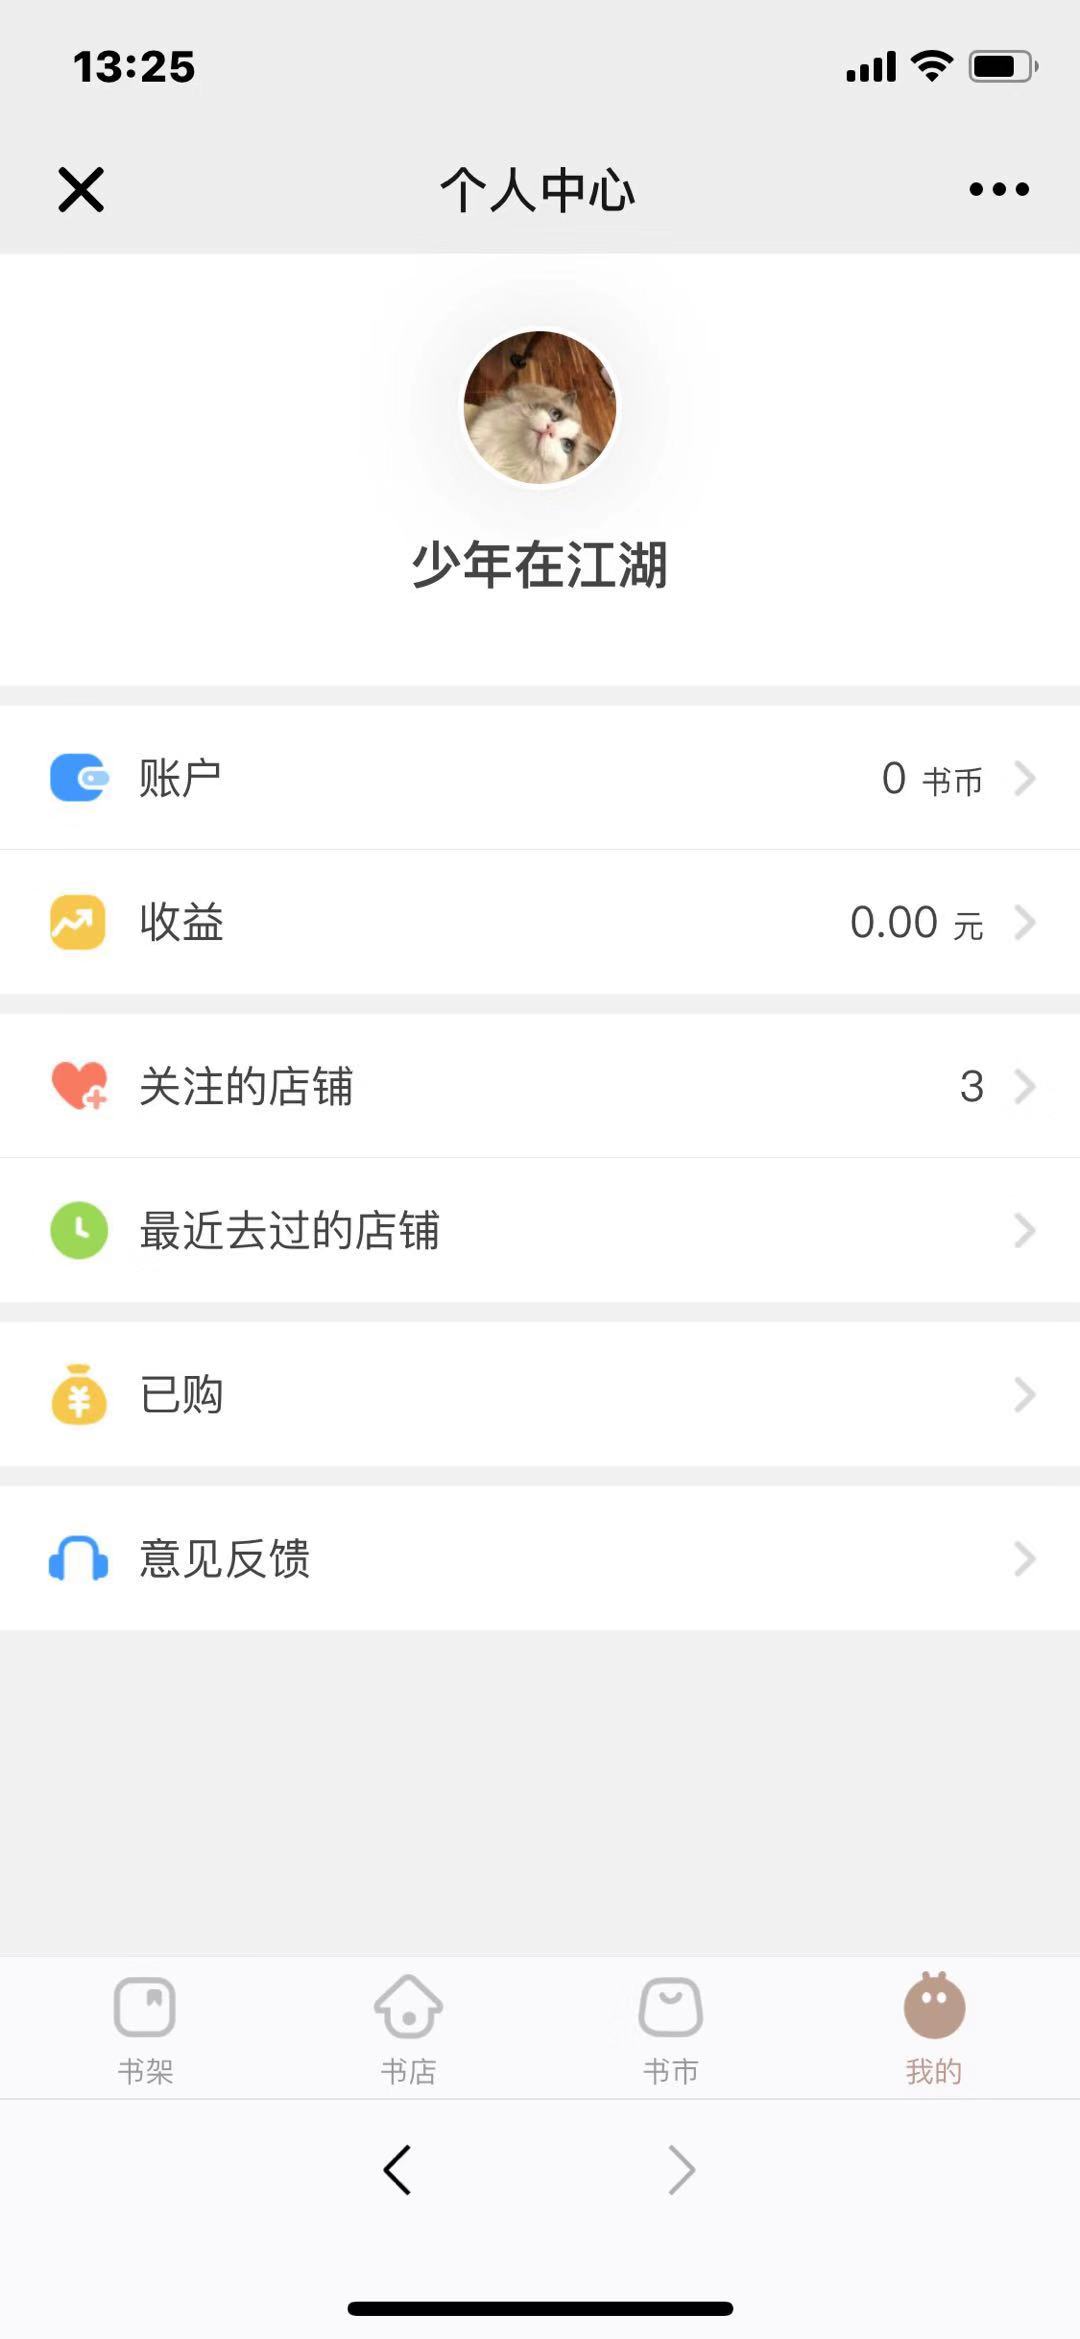 13:25
个人中心
少年在江湖
账户 0 书币
收益 0.00 元
关注的店铺 3
最近去过的店铺
已购
意见反馈
书架 书店 书市 我的